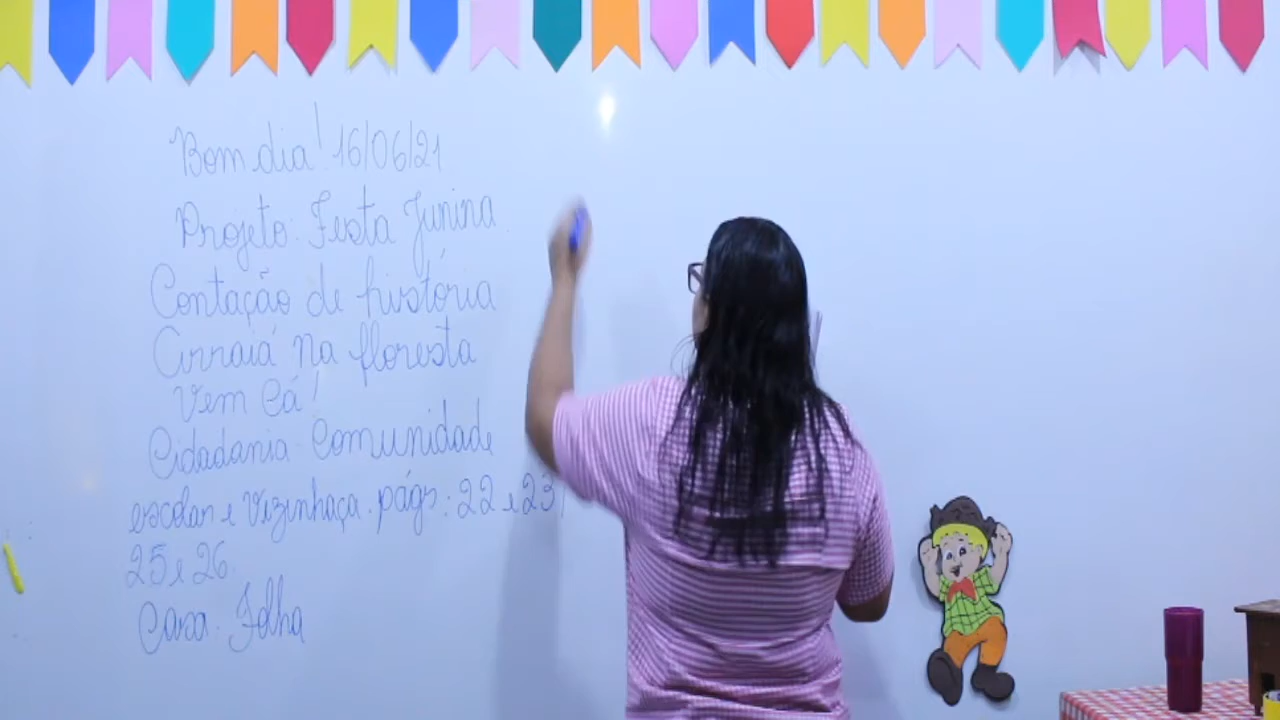 Bom dia! 16/06/21
Projeto: Festa Junina.
Contação de história
Arraiá na floresta
Vem Cá!
Cidadania Comunidade
escolar e Vizinhaça. págs: 22 e 23,
25 e 26.
Casa: Folha